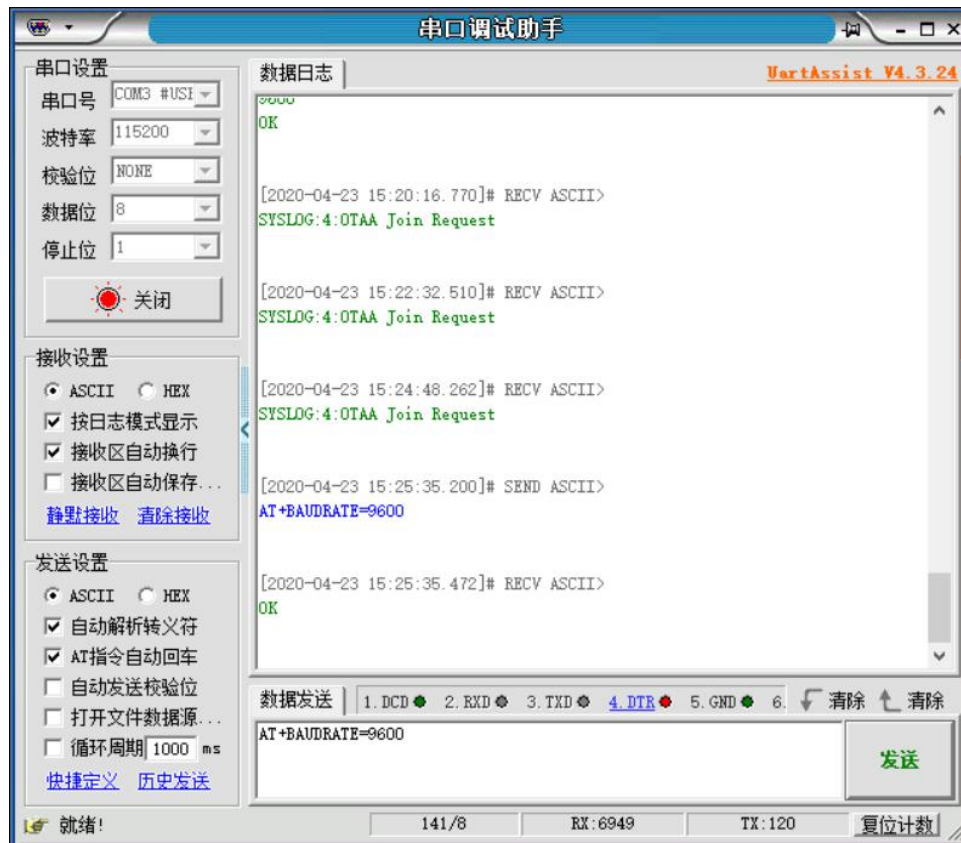 串口调试助手
串口设置
串口号 COM3 #USI
波特率 115200
校验位 NONE
数据位 8
停止位 1
关闭
接收设置
ASCII HEX
按日志模式显示
接收区自动换行
接收区自动保存...
静默接收 清除接收
发送设置
ASCII HEX
自动解析转义符
AT指令自动回车
自动发送校验位
打开文件数据源...
循环周期 1000 ms
快捷定义 历史发送
数据日志 UartAssist V4.3.24
9600
OK
[2020-04-23 15:20:16.770]# RECV ASCII>
SYSLOG:4:OTAA Join Request
[2020-04-23 15:22:32.510]# RECV ASCII>
SYSLOG:4:OTAA Join Request
[2020-04-23 15:24:48.262]# RECV ASCII>
SYSLOG:4:OTAA Join Request
[2020-04-23 15:25:35.200]# SEND ASCII>
AT+BAUDRATE=9600
[2020-04-23 15:25:35.472]# RECV ASCII>
OK
数据发送 1. DCD 2. RXD 3. TXD 4. DTR 5. GND 6. 清除 清除
AT+BAUDRATE=9600
发送
就绪! 141/8 RX:6949 TX:120 复位计数